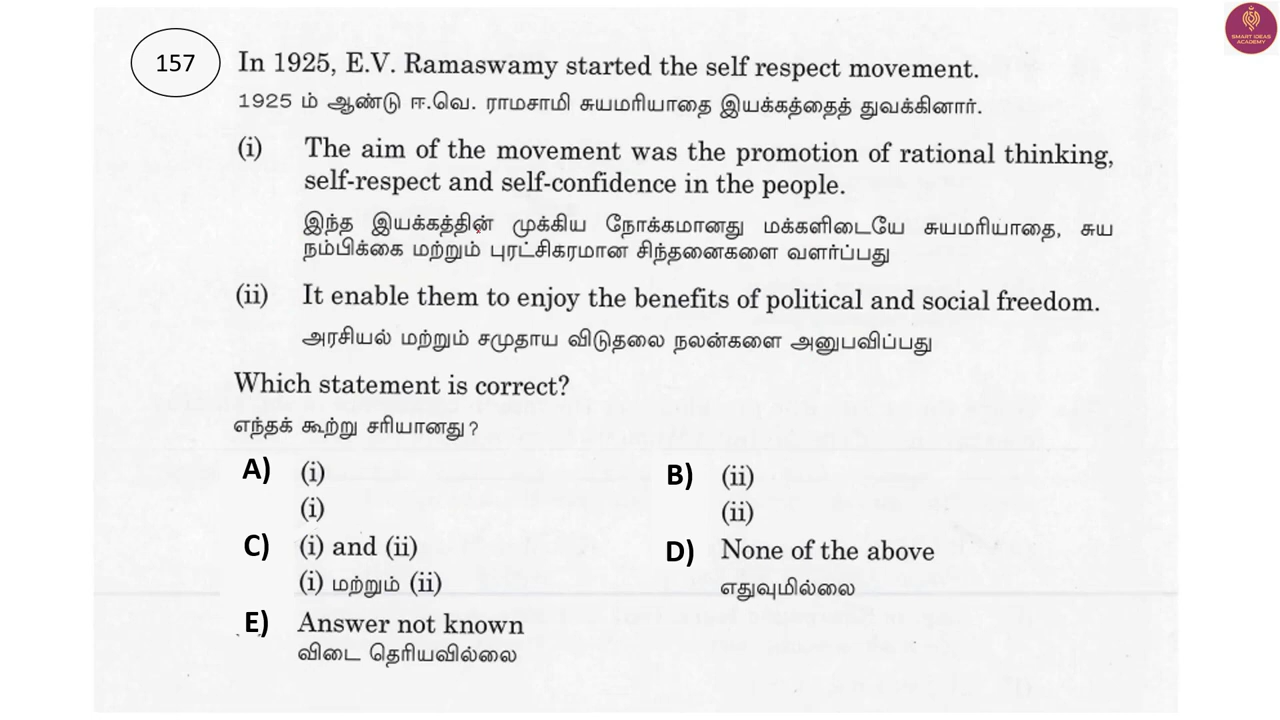 SMART IDEAS
ACADEMY
157
In 1925, E.V. Ramaswamy started the self respect movement.
1925 ம் ஆண்டு ஈ.வெ. ராமசாமி சுயமரியாதை இயக்கத்தைத் துவக்கினார்.
(i) The aim of the movement was the promotion of rational thinking,
self-respect and self-confidence in the people.
இந்த இயக்கத்தின் முக்கிய நோக்கமானது மக்களிடையே சுயமரியாதை, சுய
நம்பிக்கை மற்றும் புரட்சிகரமான சிந்தனைகளை வளர்ப்பது
(ii) It enable them to enjoy the benefits of political and social freedom.
அரசியல் மற்றும் சமுதாய விடுதலை நலன்களை அனுபவிப்பது
Which statement is correct?
எந்தக் கூற்று சரியானது?
A) (i) B) (ii)
(i) (ii)
C) (i) and (ii) D) None of the above
(i) மற்றும் (ii) எதுவுமில்லை
E) Answer not known
விடை தெரியவில்லை